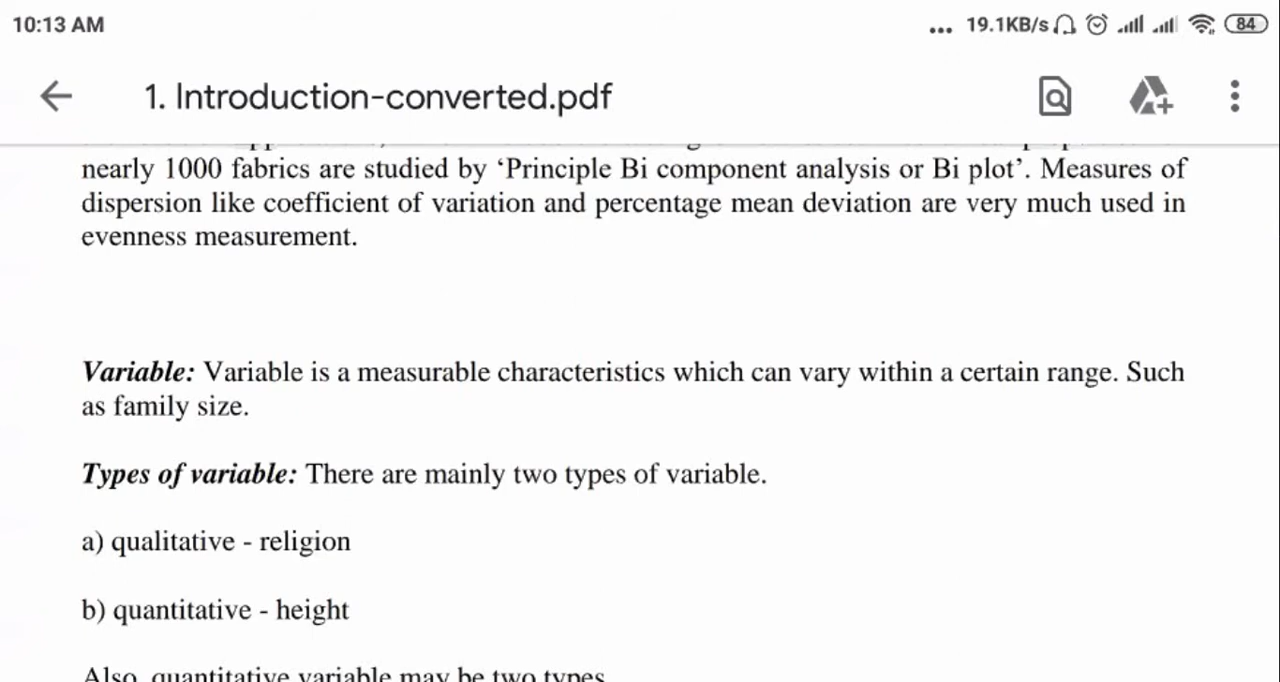 10:13 AM
... 19.1KB/s 84
1. Introduction-converted.pdf
nearly 1000 fabrics are studied by ‘Principle Bi component analysis or Bi plot’. Measures of
dispersion like coefficient of variation and percentage mean deviation are very much used in
evenness measurement.
Variable: Variable is a measurable characteristics which can vary within a certain range. Such
as family size.
Types of variable: There are mainly two types of variable.
a) qualitative - religion
b) quantitative - height
Also, quantitative variable may be two types